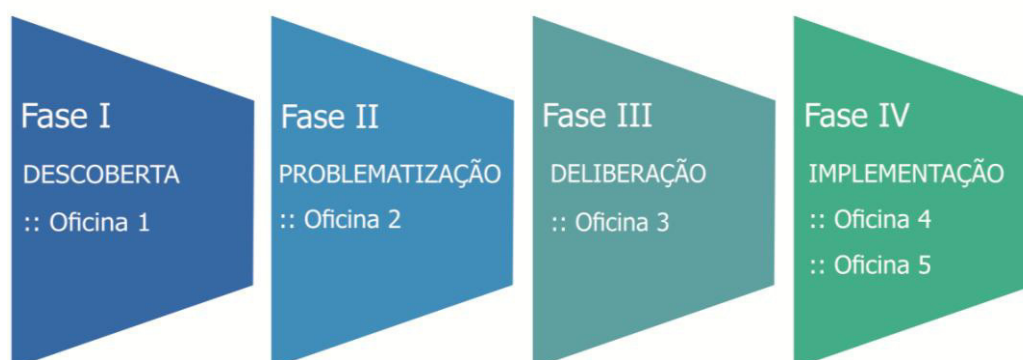 Fase I
DESCOBERTA
:: Oficina 1
Fase II
PROBLEMATIZAÇÃO
:: Oficina 2
Fase III
DELIBERAÇÃO
:: Oficina 3
Fase IV
IMPLEMENTAÇÃO
:: Oficina 4
:: Oficina 5